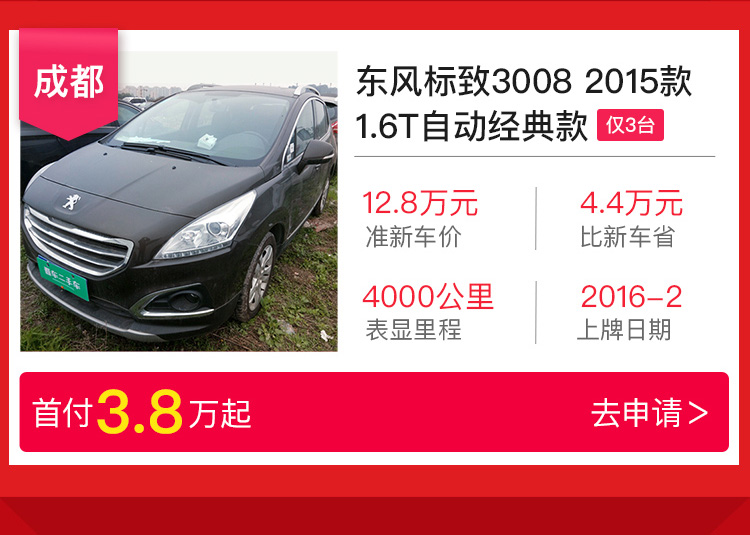 成都
东风标致3008 2015款
1.6T自动经典款 仅3台
12.8万元 4.4万元
准新车价 比新车省
4000公里 2016-2
表显里程 上牌日期
首付3.8万起 去申请>